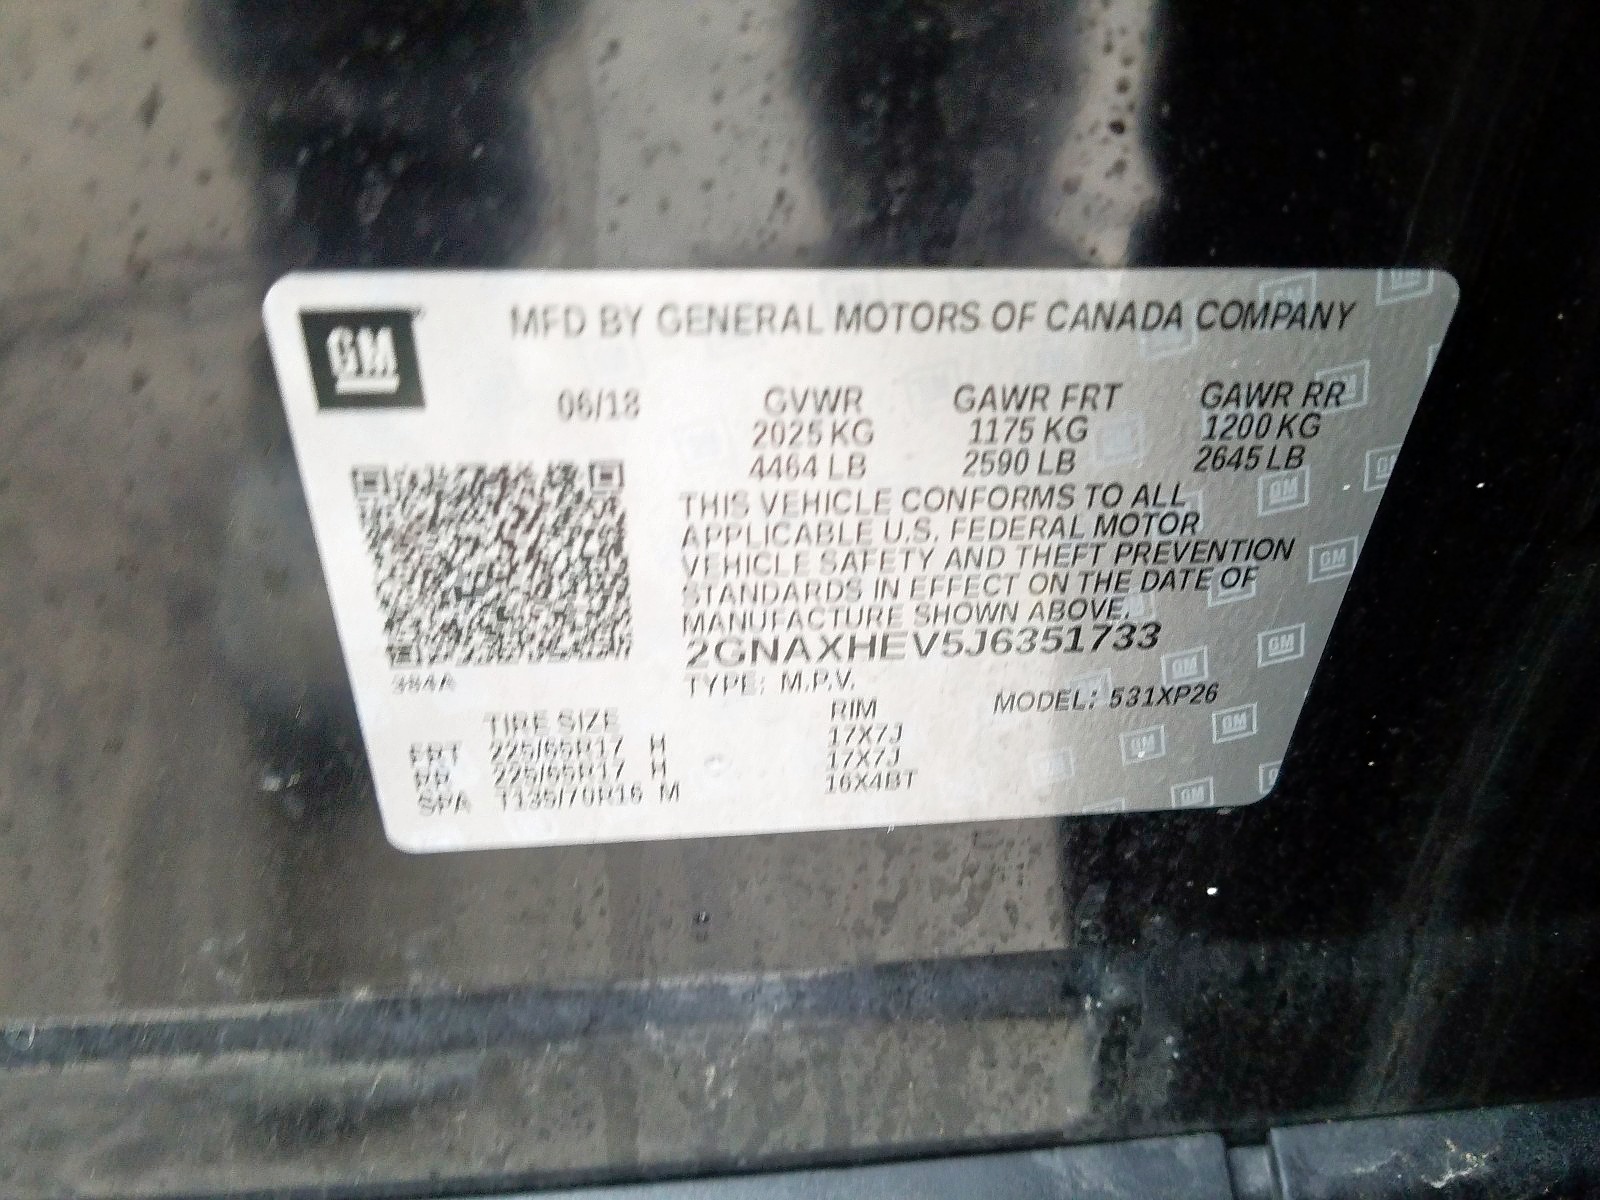 GM
MFD BY GENERAL MOTORS OF CANADA COMPANY
06/18 GVWR GAWR FRT GAWR RR
2025 KG 1175 KG 1200 KG
4464 LB 2590 LB 2645 LB
THIS VEHICLE CONFORMS TO ALL
APPLICABLE U.S. FEDERAL MOTOR
VEHICLE SAFETY AND THEFT PREVENTION
STANDARDS IN EFFECT ON THE DATE OF
MANUFACTURE SHOWN ABOVE.
2GNAXHEV5J6351733
384A
TYPE: M.P.V. MODEL: 531XP26
TIRE SIZE RIM
FRT 225/65R17 H 17X7J
RR 225/65R17 H 17X7J
SPA T135/70R16 M 16X4BT